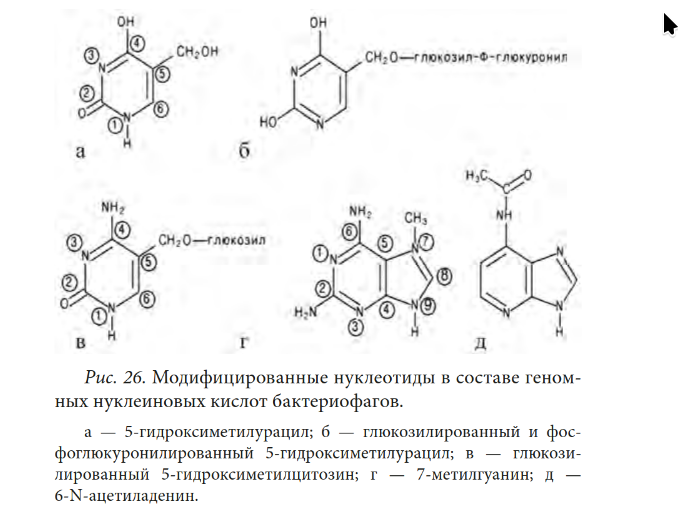 OH
③
④
CH₂OH
⑤
②
O
N
⑥
①
N
H
а
OH
N
CH₂O—глюкозил-Ф-глюкуронил
HO
N
б
NH₂
③
④
N
CH₂O—глюкозил
⑤
②
O
⑥
①
N
H
в
NH₂
CH₃
⑥
⑤
N
⑦
①
N
⑧
②
H₂N
N
③
④
N
⑨
H
г
H₃C
C
O
NH
N
N
N
H
д
Рис. 26. Модифицированные нуклеотиды в составе геном-
ных нуклеиновых кислот бактериофагов.
а — 5-гидроксиметилурацил; б — глюкозилированный и фос-
фоглюкуронилированный 5-гидроксиметилурацил; в — глюкози-
лированный 5-гидроксиметилцитозин; г — 7-метилгуанин; д —
6-N-ацетиладенин.